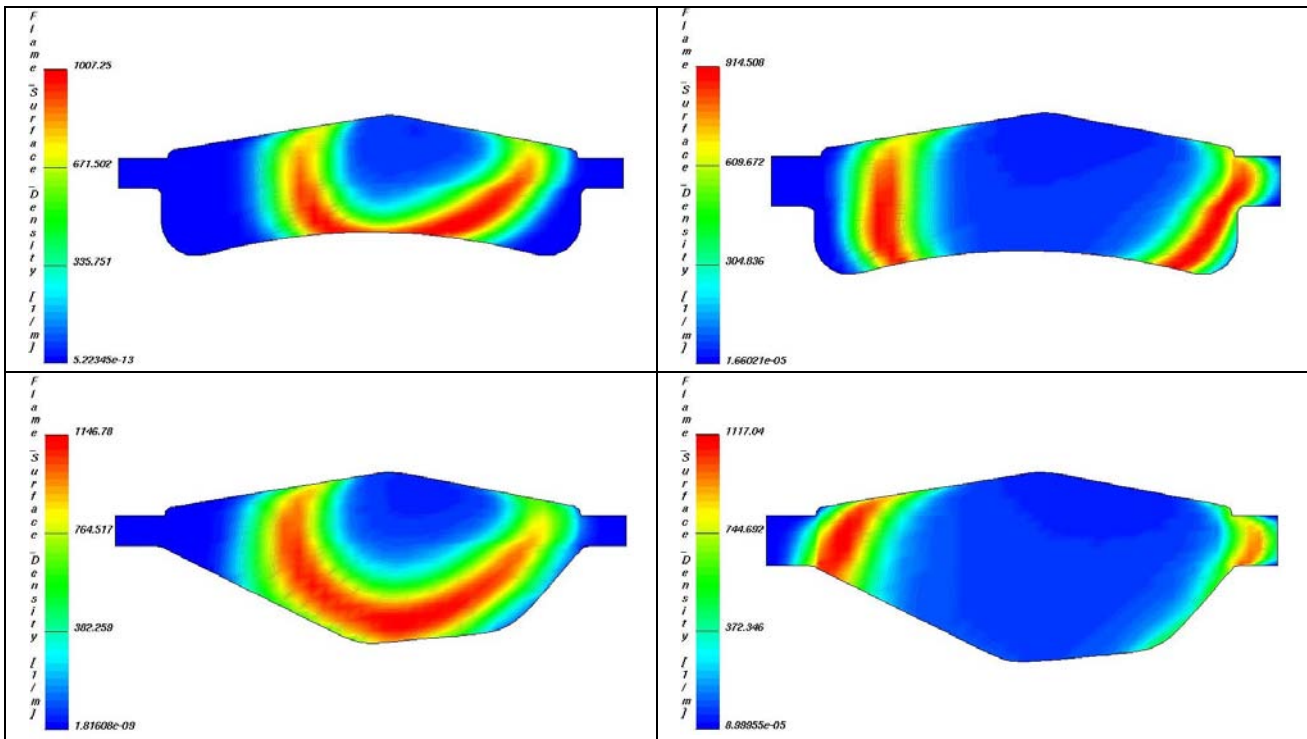 Flame_Surface_Density [1/m]
1007.25
671.502
335.751
5.22345e-13
Flame_Surface_Density [1/m]
914.508
609.672
304.836
1.66021e-05
Flame_Surface_Density [1/m]
1146.78
764.517
382.259
1.81608e-09
Flame_Surface_Density [1/m]
1117.04
744.692
372.346
8.99955e-05